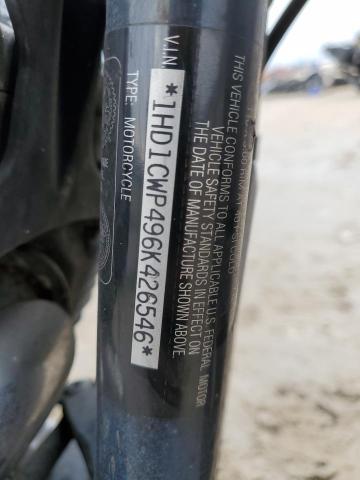 V.I.N
*1HD1CWP496K426546*
TYPE: MOTORCYCLE
THIS VEHICLE CONFORMS TO ALL APPLICABLE U.S. FEDERAL MOTOR
VEHICLE SAFETY STANDARDS IN EFFECT ON
THE DATE OF MANUFACTURE SHOWN ABOVE.